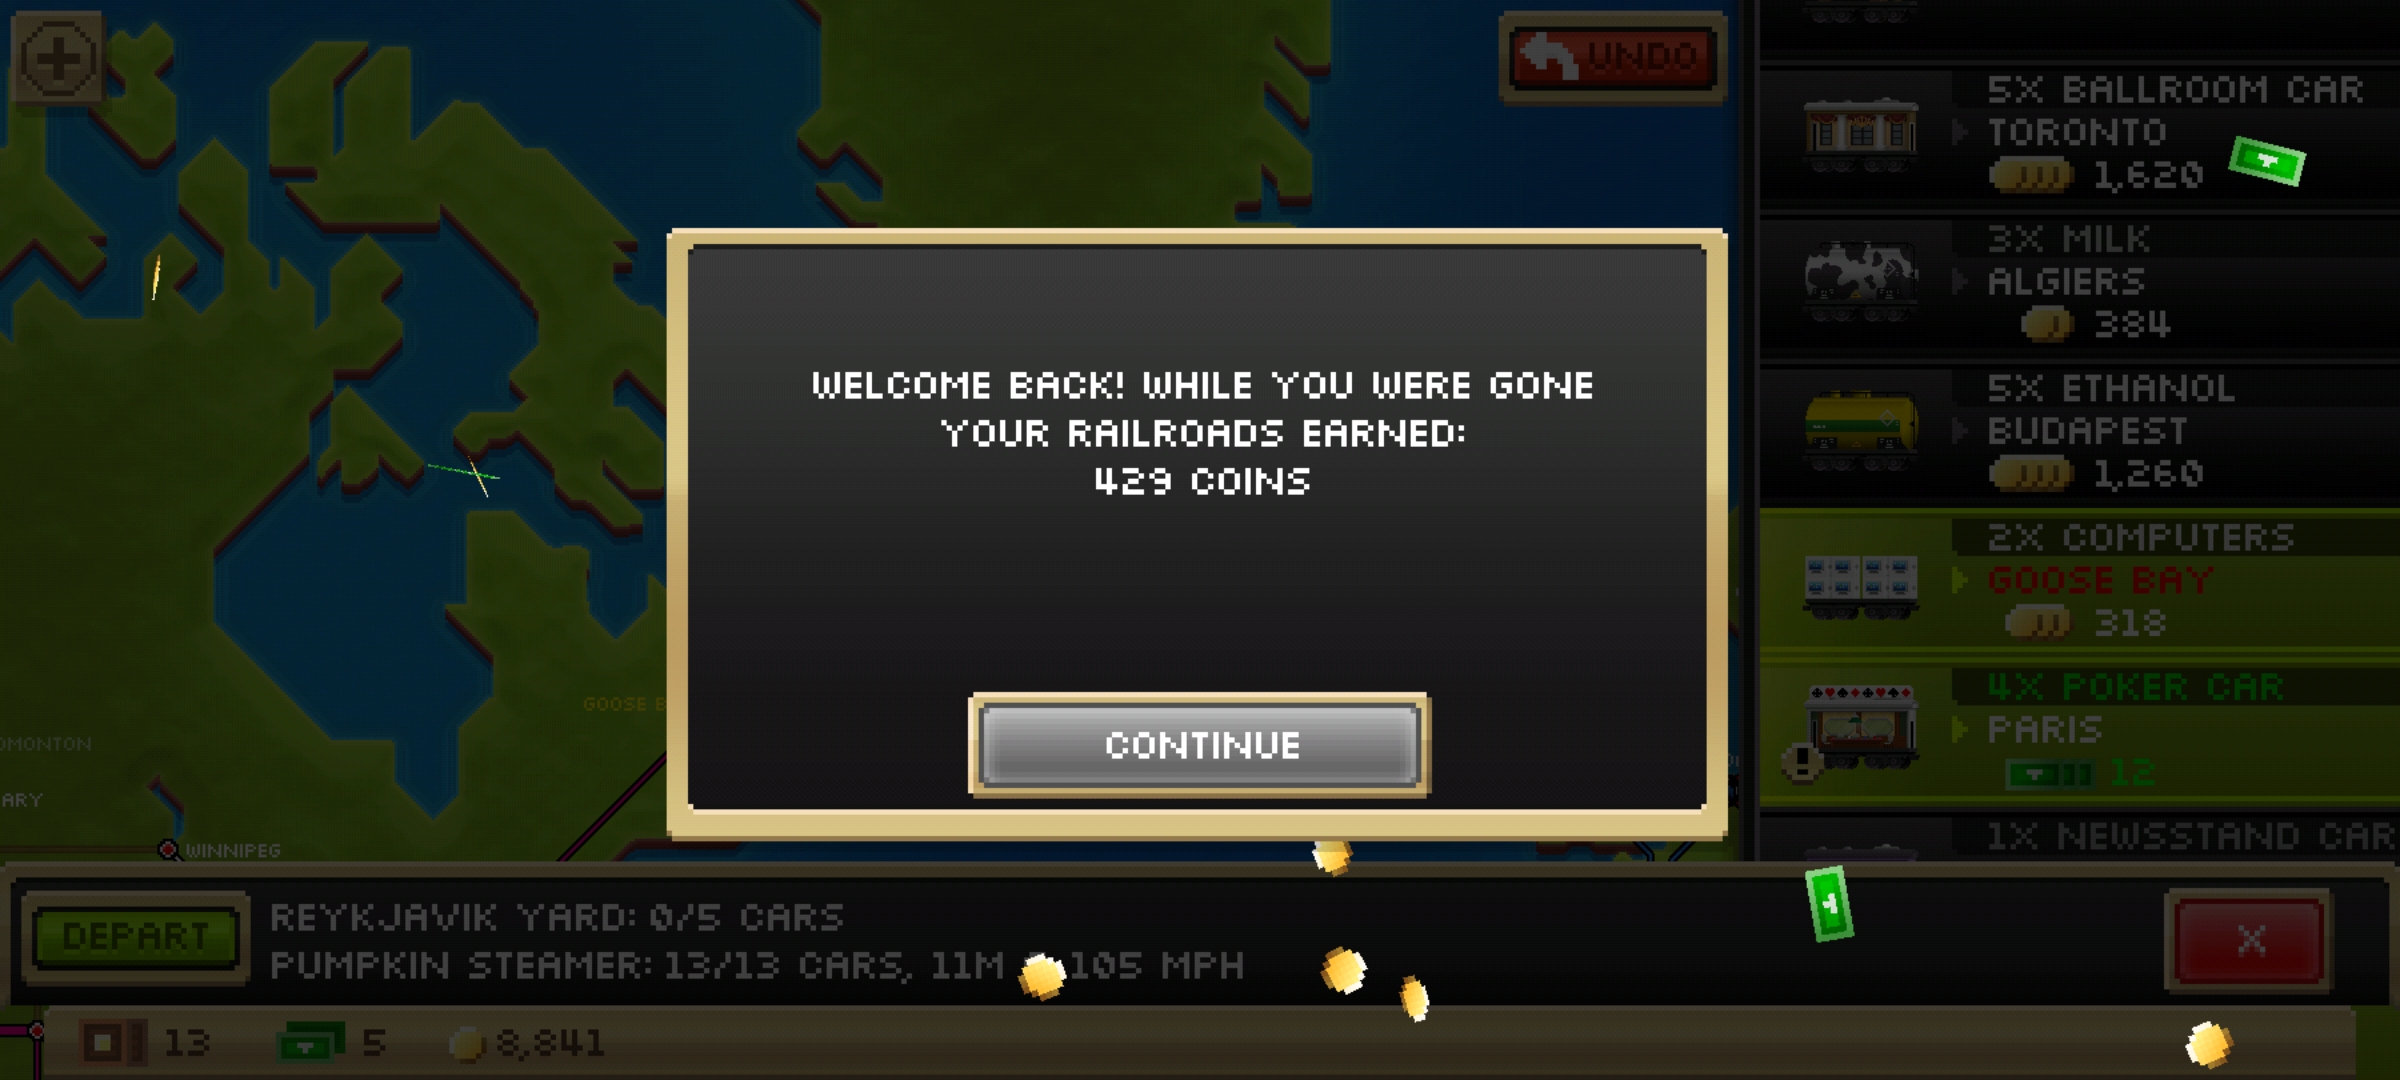 UNDO
5X BALLROOM CAR
TORONTO
1,620
3X MILK
ALGIERS
384
5X ETHANOL
BUDAPEST
1,260
2X COMPUTERS
GOOSE BAY
318
4X POKER CAR
PARIS
12
1X NEWSSTAND CAR
WELCOME BACK! WHILE YOU WERE GONE
YOUR RAILROADS EARNED:
429 COINS
CONTINUE
GOOSE B
DMONTON
ARY
WINNIPEG
DEPART
REYKJAVIK YARD: 0/5 CARS
PUMPKIN STEAMER: 13/13 CARS, 11M 105 MPH
X
13
5
8,841